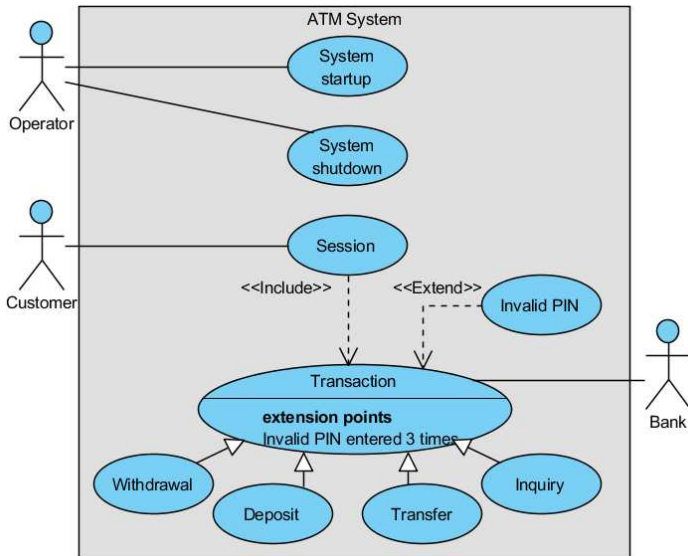 ATM System
System
startup
Operator
System
shutdown
Session
Customer
<<Include>>
<<Extend>>
Invalid PIN
Transaction
extension points
Invalid PIN entered 3 times
Bank
Withdrawal
Deposit
Transfer
Inquiry